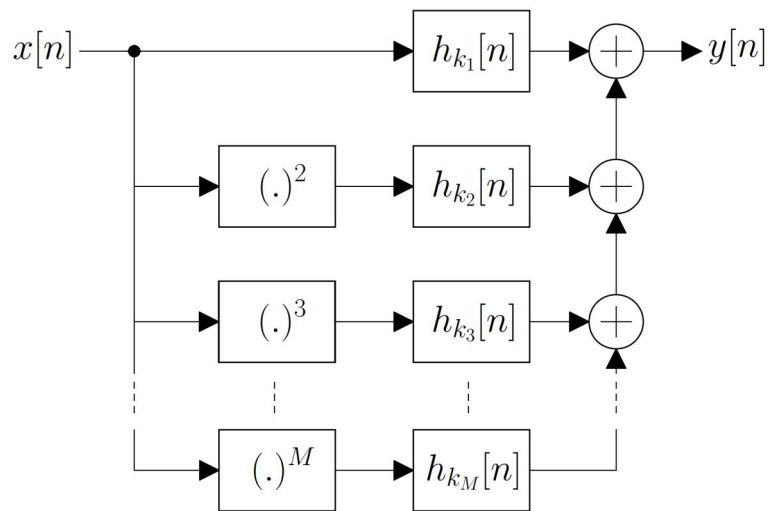 x[n] h_{k_1}[n] + y[n]
(.)^2 h_{k_2}[n] +
(.)^3 h_{k_3}[n] +
(.)^M h_{k_M}[n]